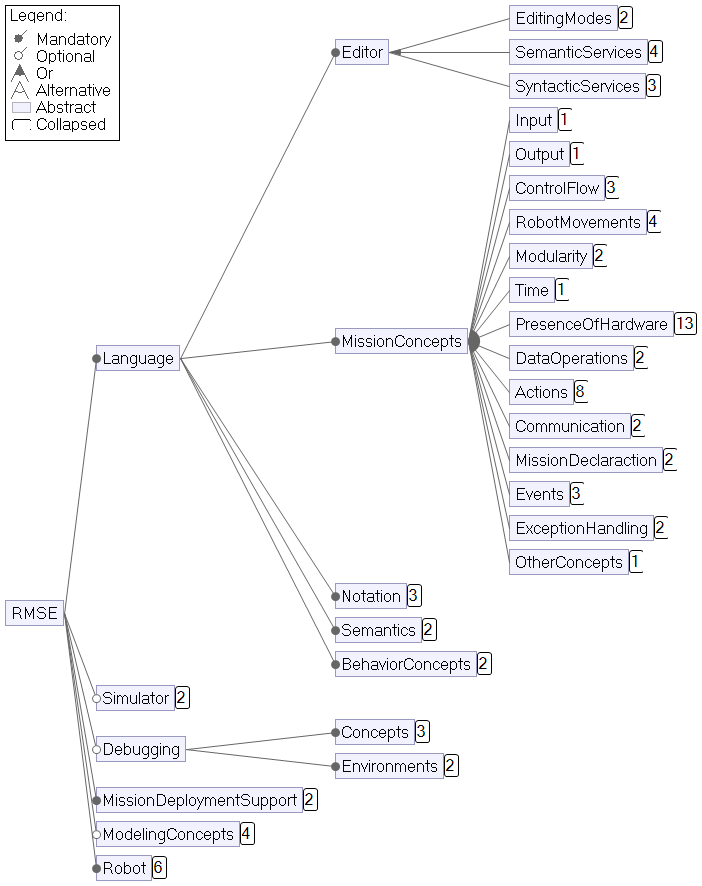 Legend:
Mandatory
Optional
Or
Alternative
Abstract
Collapsed
EditingModes 2
Editor
SemanticServices 4
SyntacticServices 3
Input 1
Output 1
ControlFlow 3
RobotMovements 4
Modularity 2
Time 1
PresenceOfHardware 13
MissionConcepts
Language
DataOperations 2
Actions 8
Communication 2
MissionDeclaraction 2
Events 3
ExceptionHandling 2
OtherConcepts 1
Notation 3
RMSE
Semantics 2
BehaviorConcepts 2
Simulator 2
Concepts 3
Debugging
Environments 2
MissionDeploymentSupport 2
ModelingConcepts 4
Robot 6